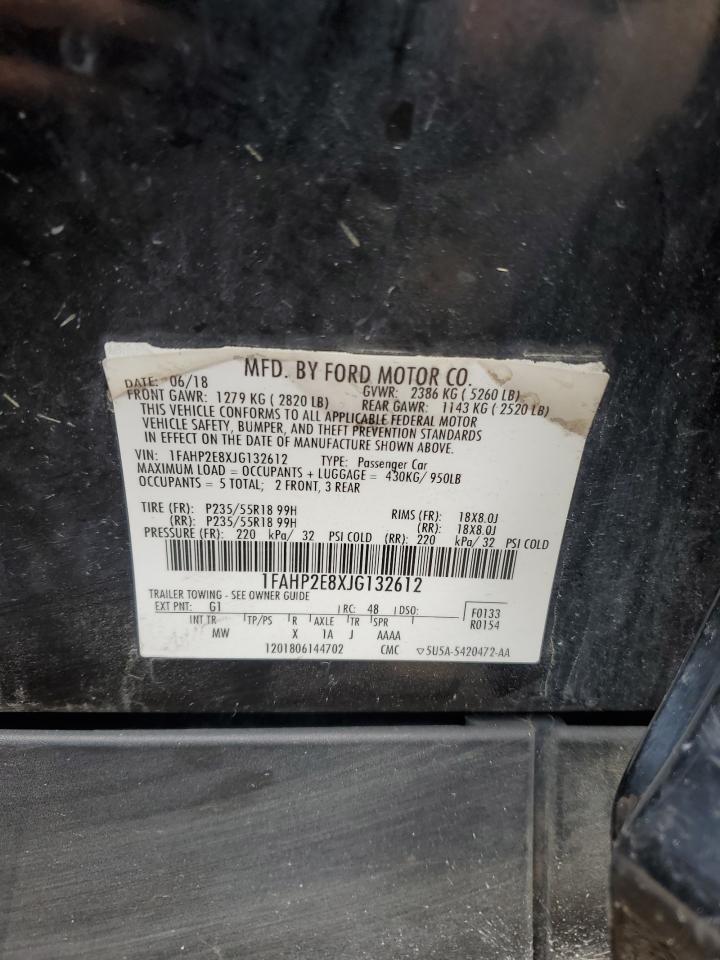 MFD. BY FORD MOTOR CO.
DATE: 06/18 GVWR: 2386 KG ( 5260 LB)
FRONT GAWR: 1279 KG ( 2820 LB) REAR GAWR: 1143 KG ( 2520 LB)
THIS VEHICLE CONFORMS TO ALL APPLICABLE FEDERAL MOTOR
VEHICLE SAFETY, BUMPER, AND THEFT PREVENTION STANDARDS
IN EFFECT ON THE DATE OF MANUFACTURE SHOWN ABOVE.
VIN: 1FAHP2E8XJG132612 TYPE: Passenger Car
MAXIMUM LOAD = OCCUPANTS + LUGGAGE = 430KG/ 950LB
OCCUPANTS = 5 TOTAL; 2 FRONT, 3 REAR
TIRE (FR): P235/55R18 99H RIMS (FR): 18X8.0J
(RR): P235/55R18 99H (RR): 18X8.0J
PRESSURE (FR): 220 kPa/ 32 PSI COLD (RR): 220 kPa/ 32 PSI COLD
1FAHP2E8XJG132612
TRAILER TOWING - SEE OWNER GUIDE
EXT PNT: G1 RC: 48 DSO: F0133
INT TR TP/PS R AXLE TR SPR R0154
MW X 1A J AAAA
1201806144702 CMC ▽5U5A-5420472-AA